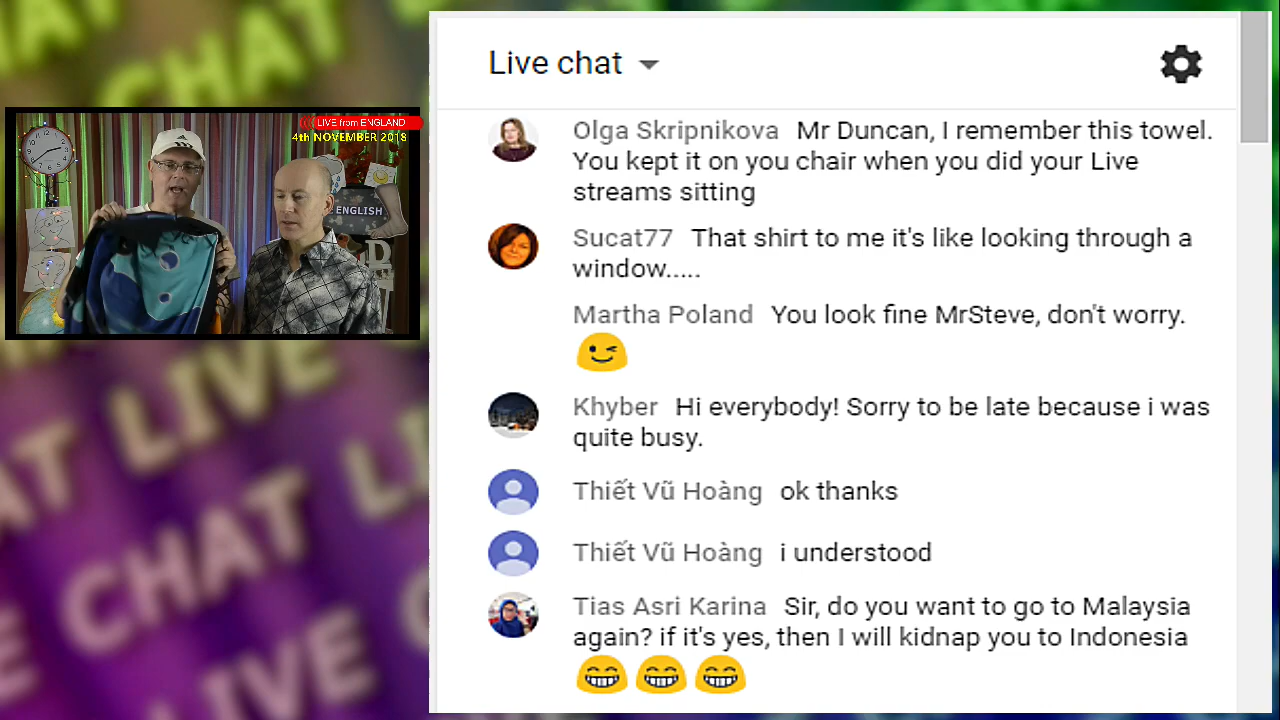 LIVE from ENGLAND
4th NOVEMBER 2018
ENGLISH
Live chat
Olga Skripnikova Mr Duncan, I remember this towel.
You kept it on you chair when you did your Live
streams sitting
Sucat77 That shirt to me it's like looking through a
window.....
Martha Poland You look fine MrSteve, don't worry.
😉
Khyber Hi everybody! Sorry to be late because i was
quite busy.
Thiết Vũ Hoàng ok thanks
Thiết Vũ Hoàng i understood
Tias Asri Karina Sir, do you want to go to Malaysia
again? if it's yes, then I will kidnap you to Indonesia
😁😁😁
CHAT
LIVE
CHAT
LIVE